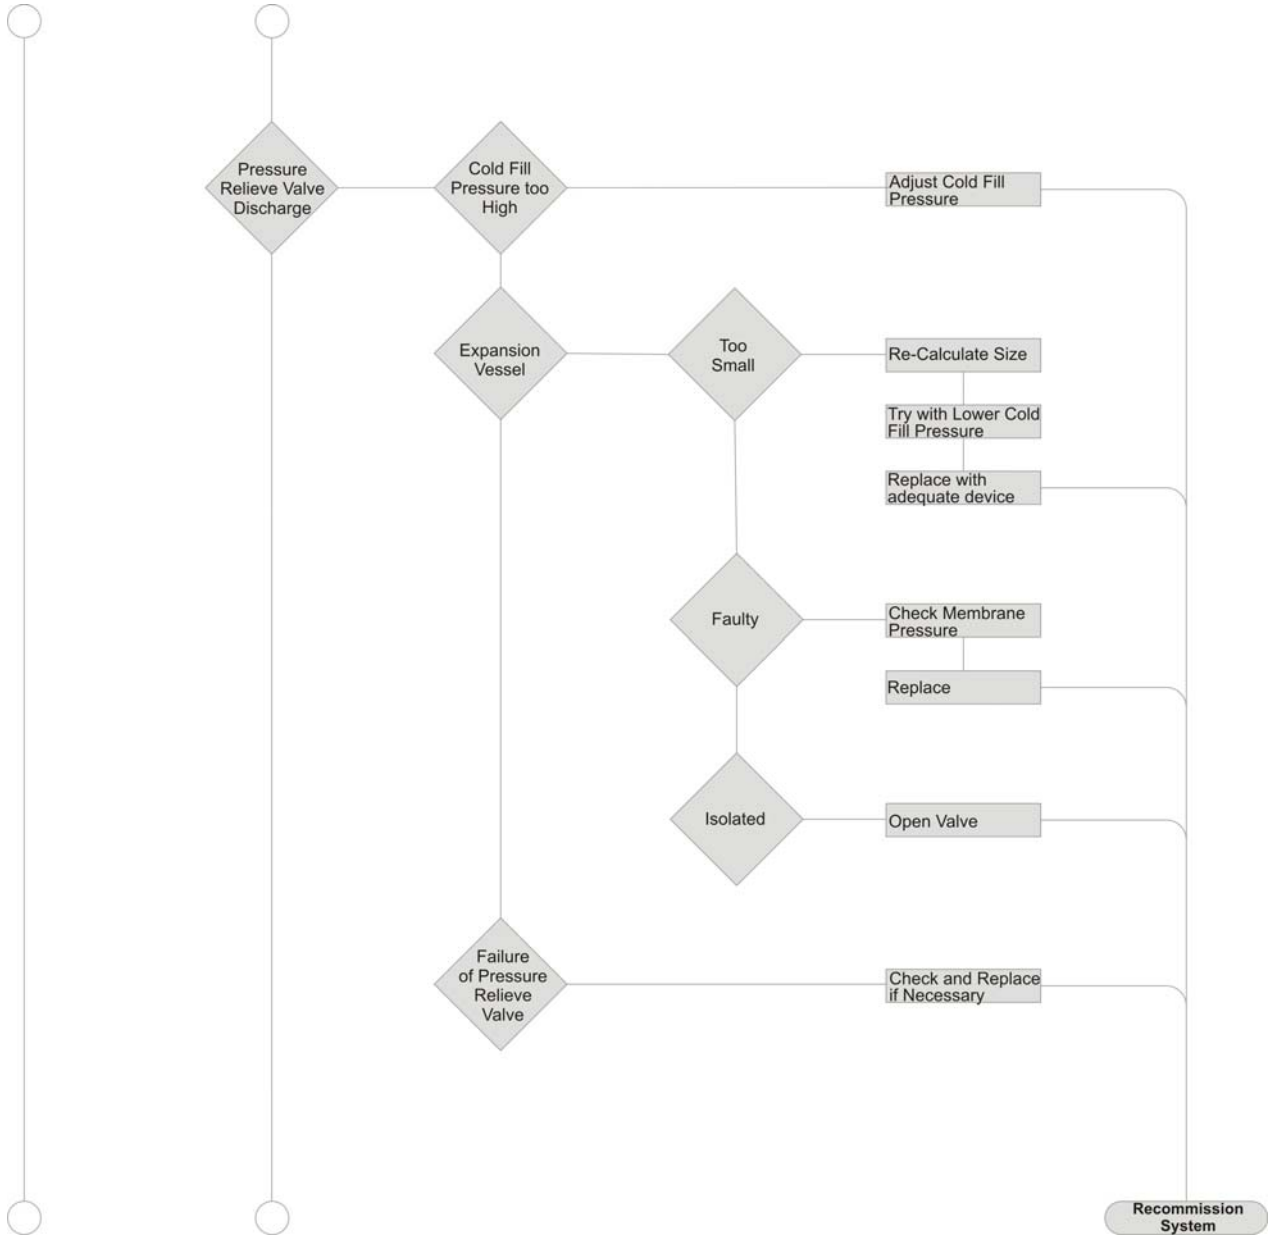 Pressure
Relieve Valve
Discharge
Cold Fill
Pressure too
High
Adjust Cold Fill
Pressure
Expansion
Vessel
Too
Small
Re-Calculate Size
Try with Lower Cold
Fill Pressure
Replace with
adequate device
Faulty
Check Membrane
Pressure
Replace
Isolated
Open Valve
Failure
of Pressure
Relieve
Valve
Check and Replace
if Necessary
Recommission
System